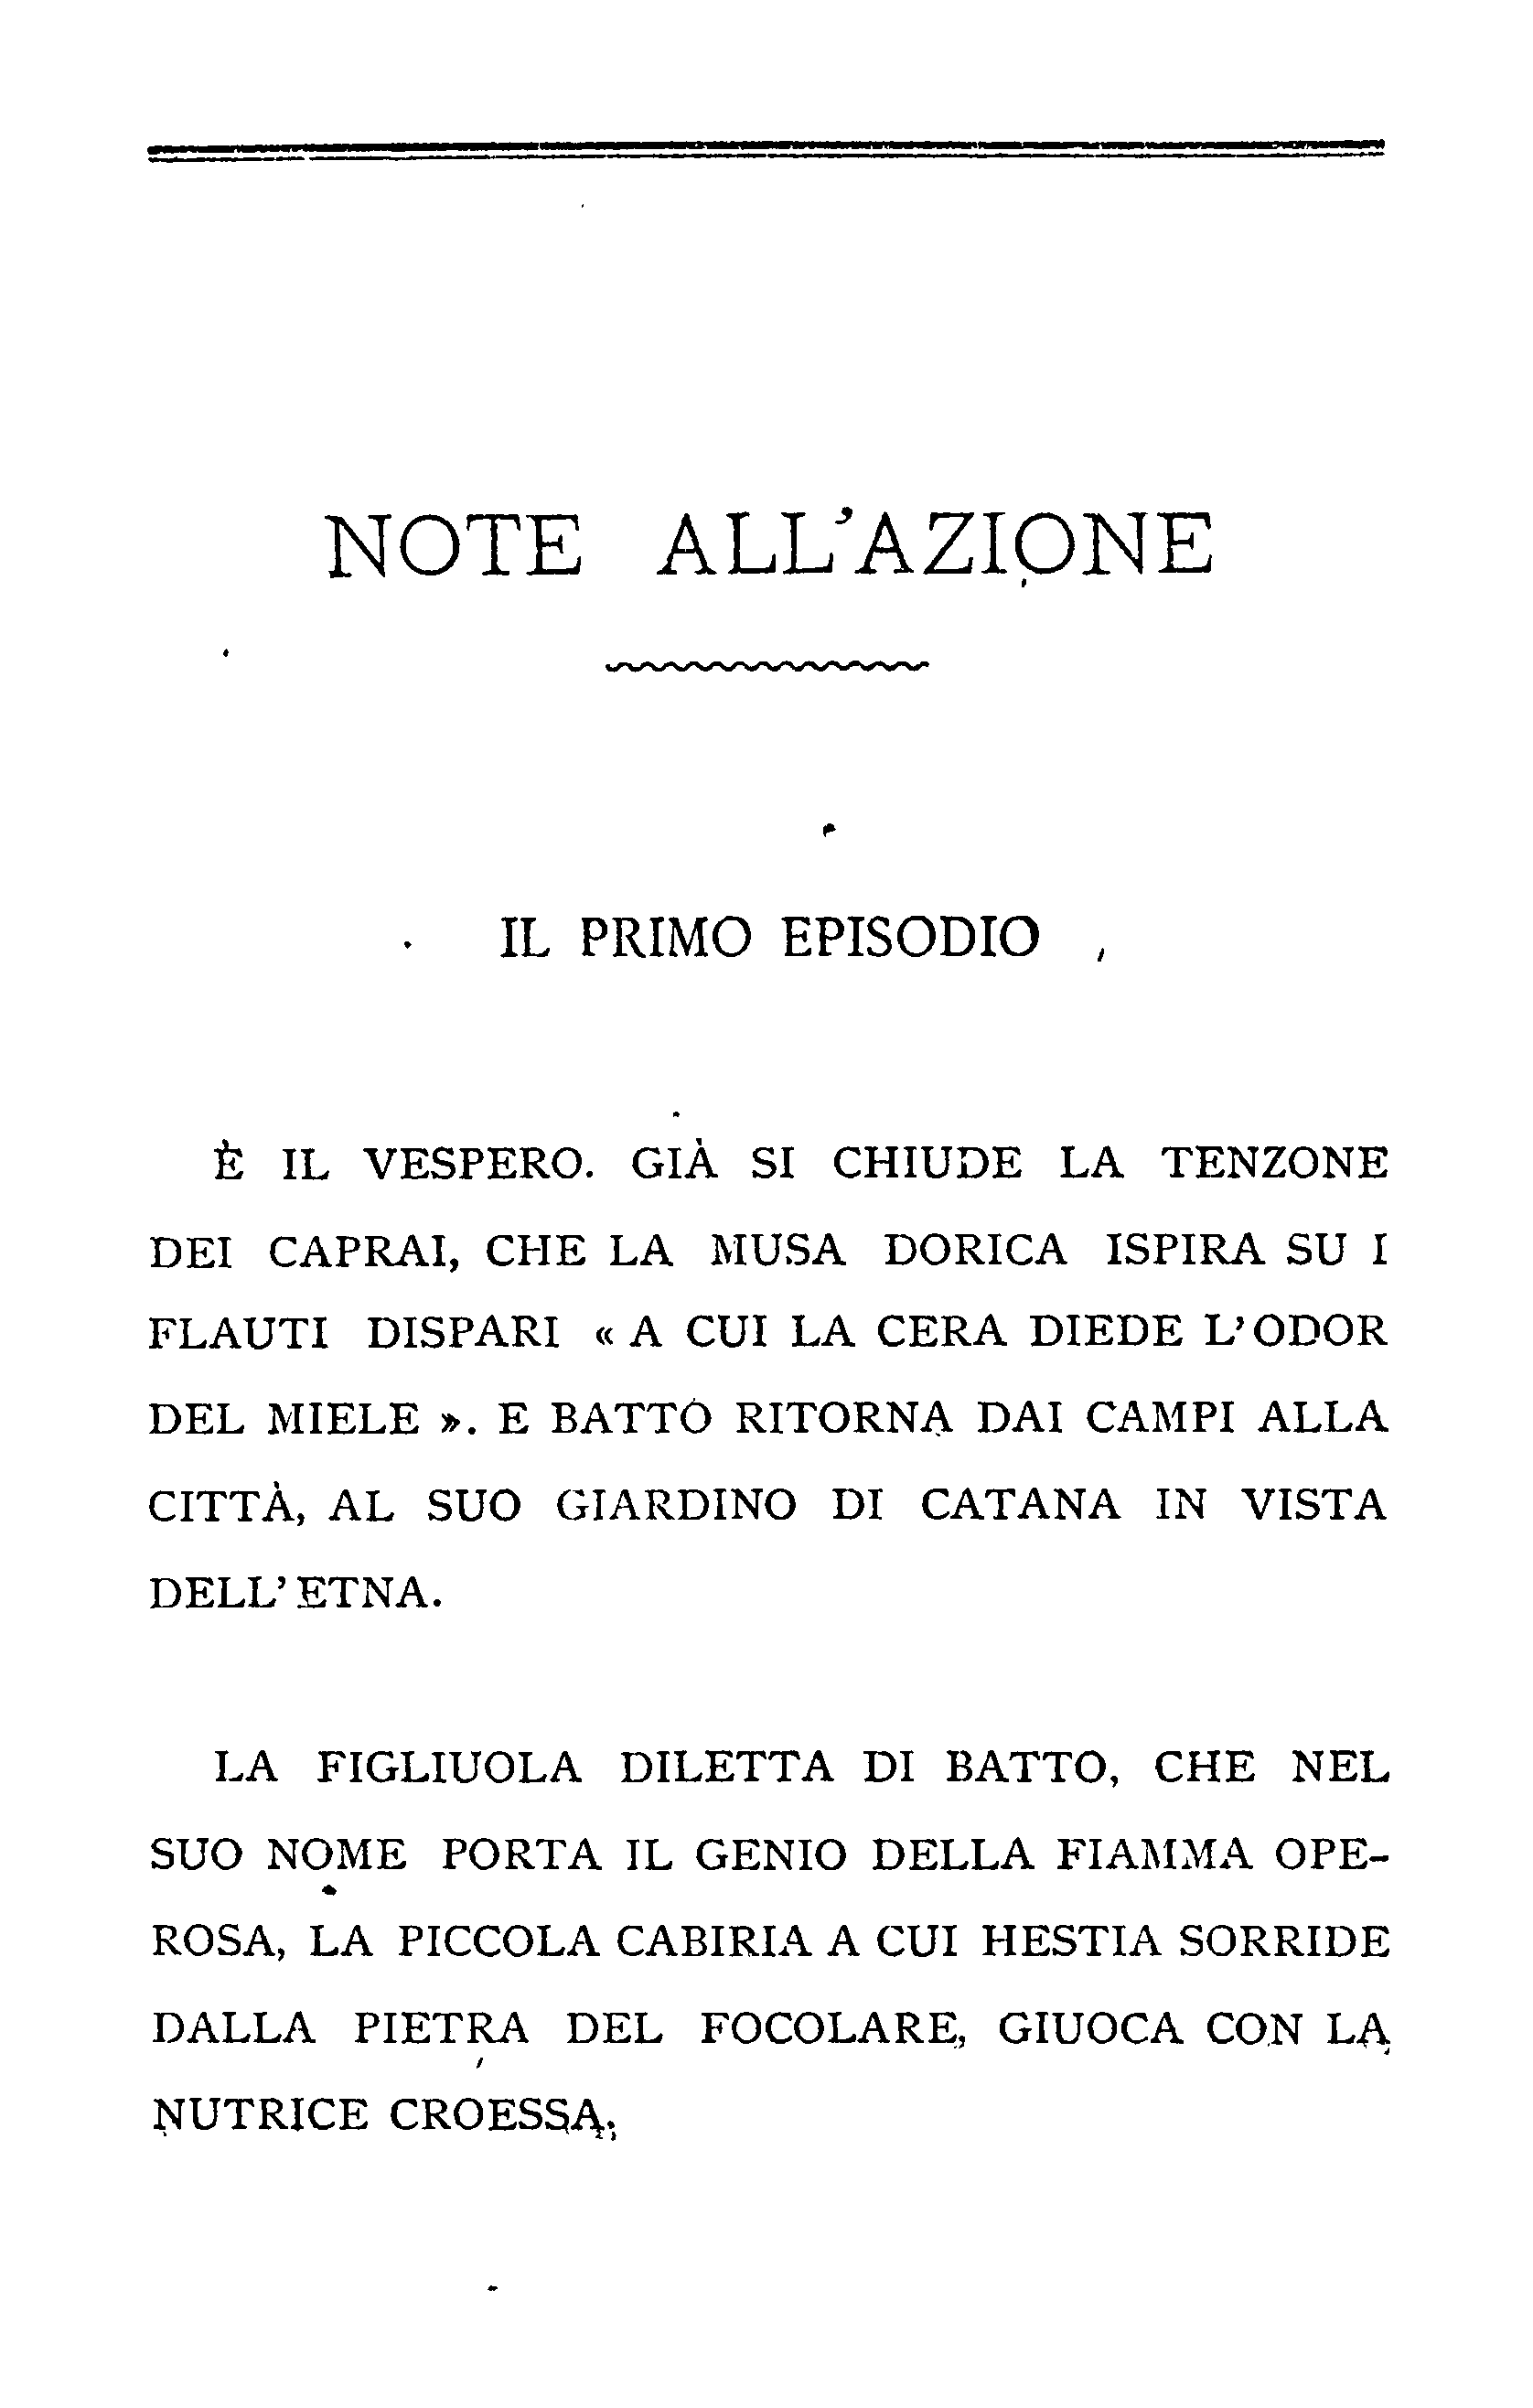 NOTE ALL'AZIONE
IL PRIMO EPISODIO
È IL VESPERO. GIÀ SI CHIUDE LA TENZONE
DEI CAPRAI, CHE LA MUSA DORICA ISPIRA SU I
FLAUTI DISPARI « A CUI LA CERA DIEDE L'ODOR
DEL MIELE ». E BATTO RITORNA DAI CAMPI ALLA
CITTÀ, AL SUO GIARDINO DI CATANA IN VISTA
DELL'ETNA.
LA FIGLIUOLA DILETTA DI BATTO, CHE NEL
SUO NOME PORTA IL GENIO DELLA FIAMMA OPE-
ROSA, LA PICCOLA CABIRIA A CUI HESTIA SORRIDE
DALLA PIETRA DEL FOCOLARE, GIUOCA CON LA
NUTRICE CROESSA.